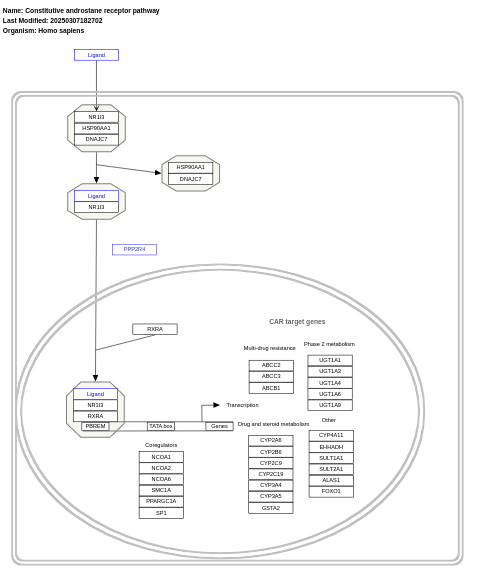 Name: Constitutive androstane receptor pathway
Last Modified: 20250307182702
Organism: Homo sapiens
Ligand
NR1I3
HSP90AA1
DNAJC7
HSP90AA1
DNAJC7
Ligand
NR1I3
PPP2R4
RXRA
CAR target genes
Multi-drug resistance
ABCC2
ABCC3
ABCB1
Phase 2 metabolism
UGT1A1
UGT1A3
UGT1A4
UGT1A6
UGT1A9
Ligand
NR1I3
RXRA
PBREM
TATA box
Genes
Transcription
Drug and steroid metabolism
CYP2A6
CYP2B6
CYP2C9
CYP2C19
CYP3A4
CYP3A5
GSTA2
Other
CYP4A11
EHHADH
SULT1A1
SULT2A1
ALAS1
FOXO1
Coregulators
NCOA1
NCOA2
NCOA6
SMC1A
PPARGC1A
SP1